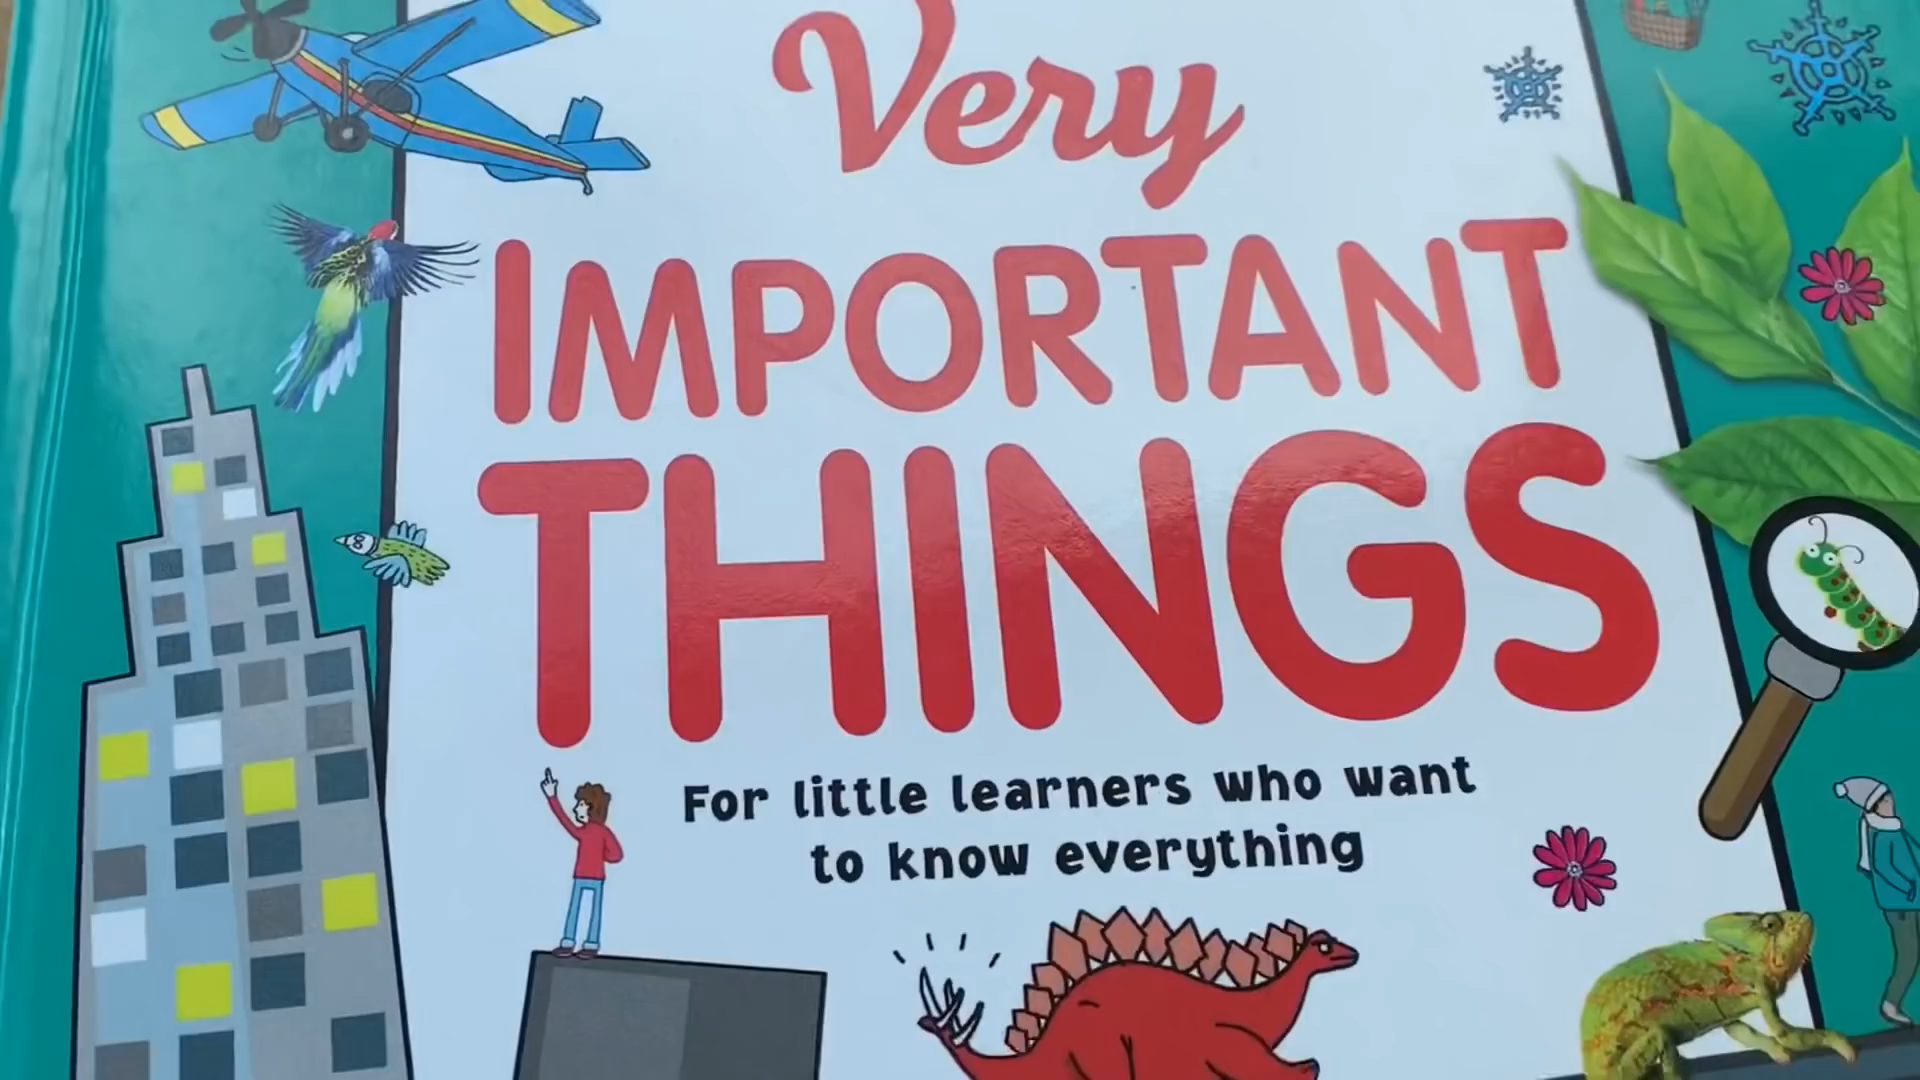 Very
IMPORTANT
THINGS
For little learners who want
to know everything